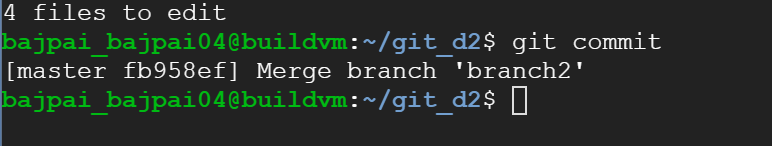 4 files to edit
bajpai_bajpai04@buildvm:~/git_d2$ git commit
[master fb958ef] Merge branch 'branch2'
bajpai_bajpai04@buildvm:~/git_d2$